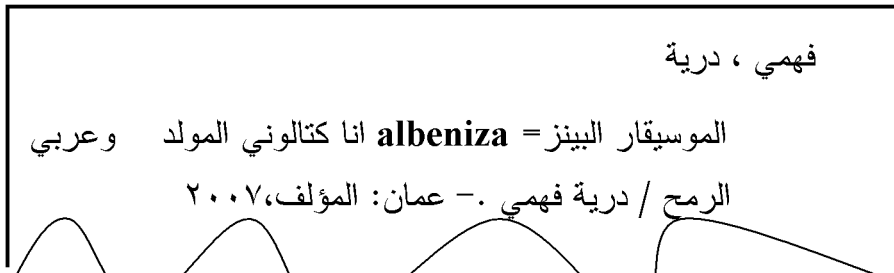 فهمي ، درية
الموسيقار البينز= albeniza انا كتالوني المولد وعربي
الرمح / درية فهمي .– عمان: المؤلف،٢٠٠٧